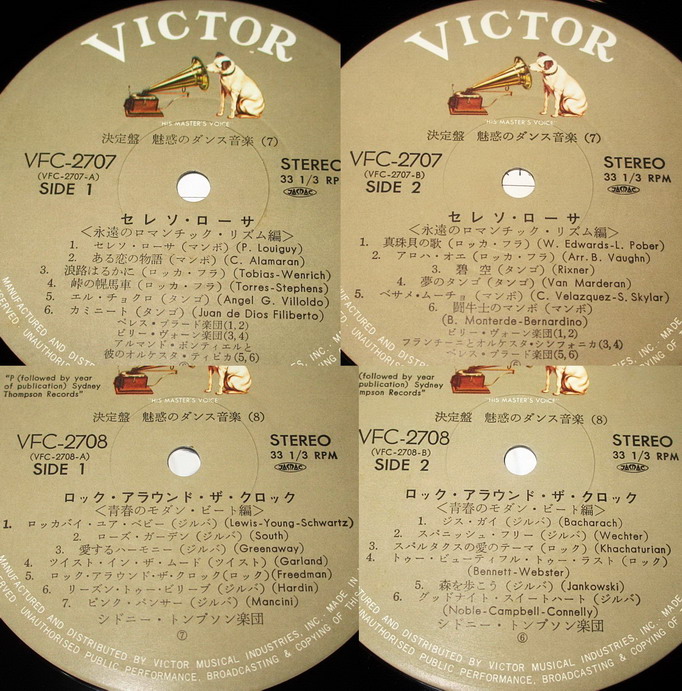 VICTOR
"HIS MASTER'S VOICE"
決定盤 魅惑のダンス音楽 (7)
VFC-2707
(VFC-2707-A)
SIDE 1
STEREO
33 1/3 RP
セレソ・ローサ
＜永遠のロマンチック・リズム編＞
1. セレソ・ローサ (マンボ) (P. Louiguy)
2. ある恋の物語 (マンボ) (C. Alamaran)
3. 浪路はるかに (ロッカ・フラ) (Tobias-Wenrich)
4. 峠の幌馬車 (ロッカ・フラ) (Torres-Stephens)
5. エル・チョクロ (タンゴ) (Angel G. Villoldo)
6. カミニート (タンゴ) (Juan de Dios Filiberto)
ペレス・プラード楽団(1,2)
ビリー・ヴォーン楽団(3,4)
アルマンド・ポンティエルと
彼のオルケスタ・ティピカ(5,6)
VICTOR
"HIS MASTER'S VOICE"
決定盤 魅惑のダンス音楽 (7)
VFC-2707
(VFC-2707-B)
SIDE 2
STEREO
33 1/3 RPM
セレソ・ローサ
＜永遠のロマンチック・リズム編＞
1. 真珠貝の歌 (ロッカ・フラ) (W. Edwards-L. Pober)
2. アロハ・オエ (ロッカ・フラ) (Arr. B. Vaughn)
3. 碧空 (タンゴ) (Rixner)
4. 夢のタンゴ (タンゴ) (Van Marderan)
5. ベサメ・ムーチョ (マンボ) (C. Velazquez-S. Skylar)
6. 闘牛士のマンボ (マンボ)
(B. Monterde-Bernardino)
ビリー・ヴォーン楽団(1,2)
フランチーニとオルケスタ・シンフォニカ(3,4)
ペレス・プラード楽団(5,6)
"P (followed by year
of publication) Sydney
Thompson Records"
"HIS MASTER'S VOICE"
決定盤 魅惑のダンス音楽 (8)
VFC-2708
(VFC-2708-A)
SIDE 1
STEREO
33 1/3 RPM
ロック・アラウンド・ザ・クロック
＜青春のモダン・ビート編＞
1. ロッカバイ・ユア・ベビー (ジルバ) (Lewis-Young-Schwartz)
2. ローズ・ガーデン (ジルバ) (South)
3. 愛するハーモニー (ジルバ) (Greenaway)
4. ツイスト・イン・ザ・ムード (ツイスト) (Garland)
5. ロック・アラウンド・ザ・クロック(ロック) (Freedman)
6. リーズン・トゥー・ビリーブ (ジルバ) (Hardin)
7. ピンク・パンサー (ジルバ) (Mancini)
シドニー・トンプソン楽団
⑦
MANUFACTURED AND DISTRIBUTED BY VICTOR MUSICAL INDUSTRIES, INC.
UNAUTHORISED PUBLIC PERFORMANCE, BROADCASTING & COPYING OF
(followed by year
publication) Sydney
mpson Records"
"HIS MASTER'S VOICE"
決定盤 魅惑のダンス音楽 (8)
VFC-2708
(VFC-2708-B)
SIDE 2
STEREO
33 1/3 RPM
ロック・アラウンド・ザ・クロック
＜青春のモダン・ビート編＞
1. ジス・ガイ (ジルバ) (Bacharach)
2. スパニッシュ・フリー (ジルバ) (Wechter)
3. スパルタクスの愛のテーマ (ロック) (Khachaturian)
4. トゥー・ビューティフル・トゥー・ラスト (ロック)
Bennett-Webster)
5. 森を歩こう (ジルバ) (Jankowski)
6. グッドナイト・スイートハート (ジルバ)
(Noble-Campbell-Connelly)
シドニー・トンプソン楽団
⑥
MANUFACTURED AND DISTRIBUTED BY VICTOR MUSICAL INDUSTRIES, INC.
UNAUTHORISED PUBLIC PERFORMANCE, BROADCASTING & COPYING OF